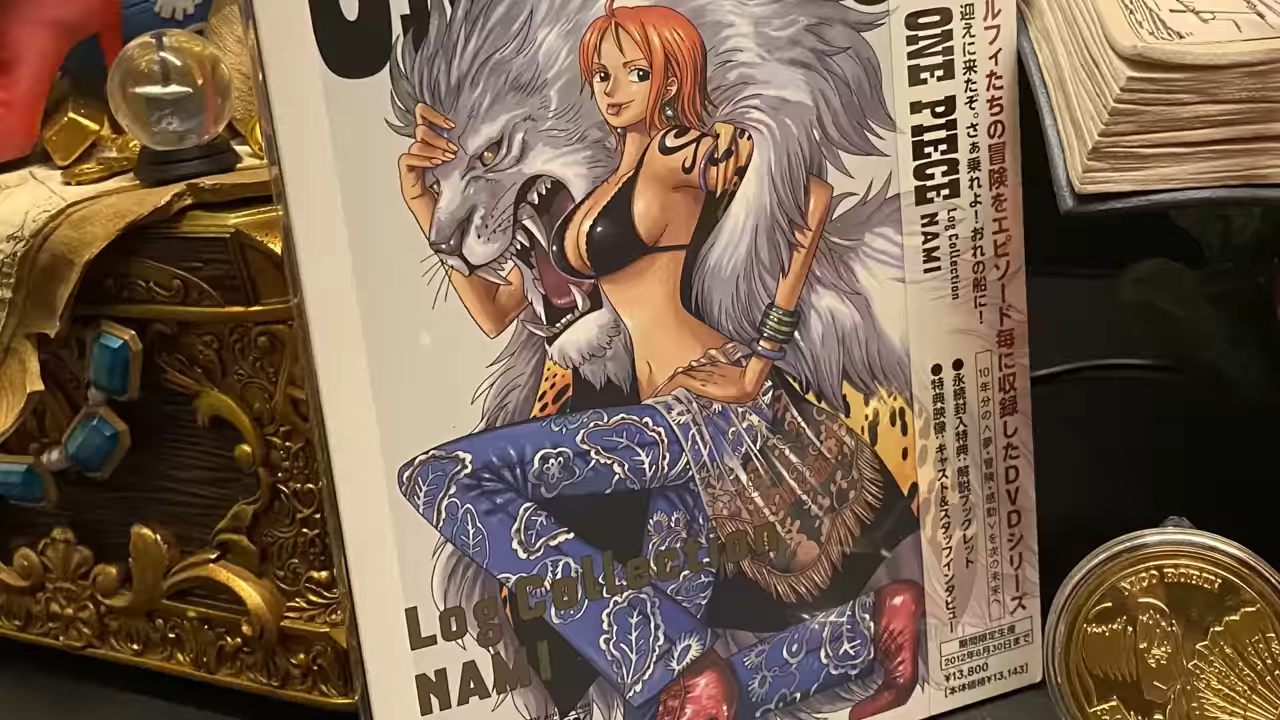 Log Collection
NAMI
ONE PIECE
Log Collection
NAMI
ルフィたちの冒険をエピソード毎に収録したDVDシリーズ
迎えに来たぞ。さぁ乗れよ!おれの船に!
10年分の<夢・冒険・感動>を次の未来へ
●永続封入特典:解説ブックレット
●特典映像:キャスト&スタッフインタビュー
期間限定生産
2012年6月30日まで
¥13,800
[本体価格¥13,143]
NICO ROBIN